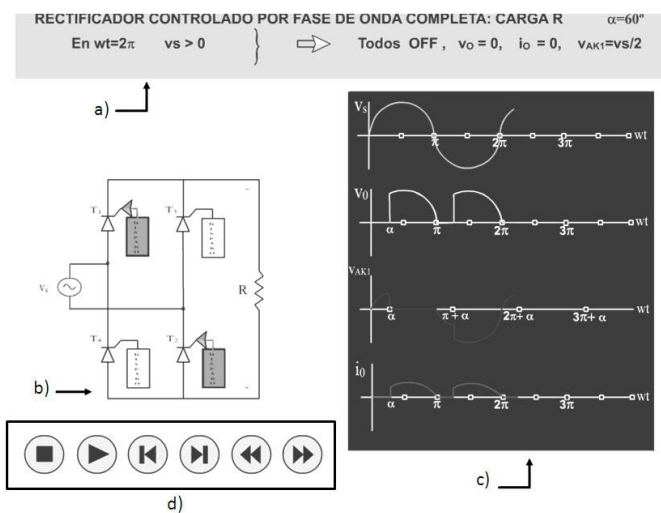 RECTIFICADOR CONTROLADO POR FASE DE ONDA COMPLETA: CARGA R α=60º
En wt=2π vs > 0 Todos OFF , vO = 0, iO = 0, vAK1=vs/2
a)
T1
T3
Vs
R
T4
T2
b)
vs
π 2π 3π wt
v0
α π 2π 3π wt
vAK1
α π + α 2π+ α 3π+ α wt
i0
α π 2π 3π wt
c)
d)